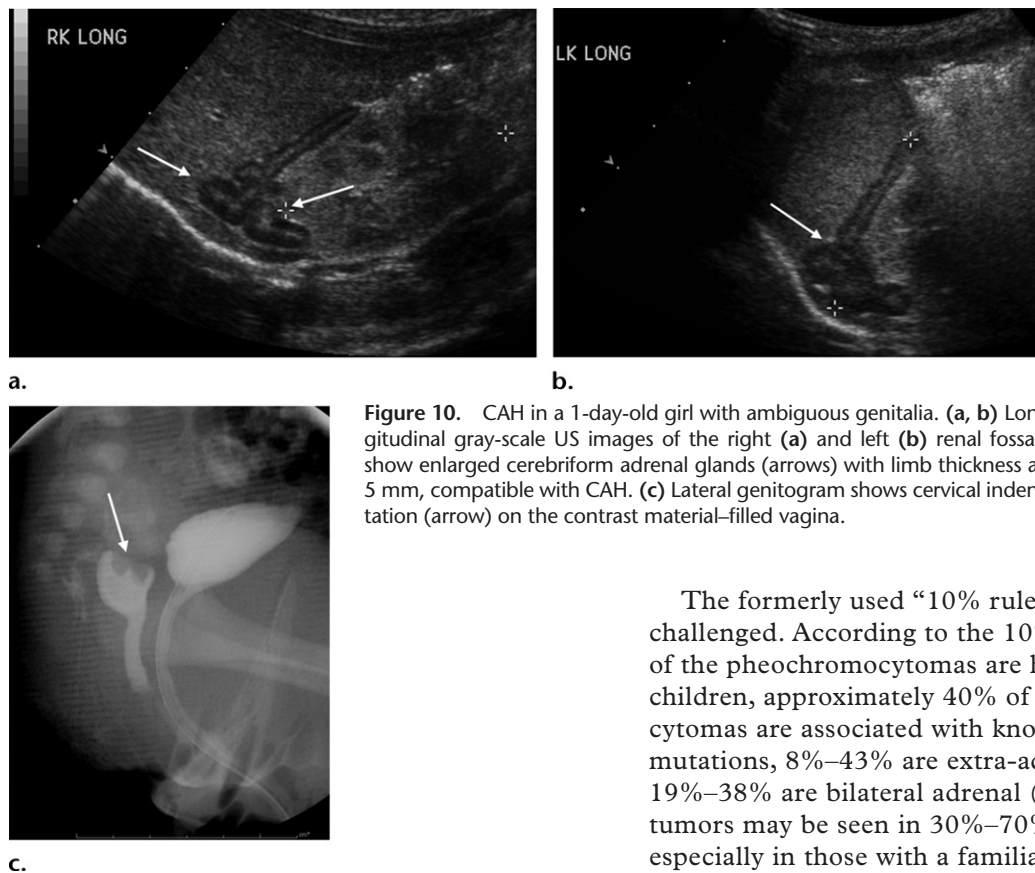 RK LONG
LK LONG
a.
b.
Figure 10. CAH in a 1-day-old girl with ambiguous genitalia. (a, b) Lon
gitudinal gray-scale US images of the right (a) and left (b) renal fossa
show enlarged cerebriform adrenal glands (arrows) with limb thickness a
5 mm, compatible with CAH. (c) Lateral genitogram shows cervical inden
tation (arrow) on the contrast material–filled vagina.
c.
The formerly used “10% rule
challenged. According to the 10
of the pheochromocytomas are h
children, approximately 40% of
cytomas are associated with kno
mutations, 8%–43% are extra-a
19%–38% are bilateral adrenal (
tumors may be seen in 30%–70%
especially in those with a familia